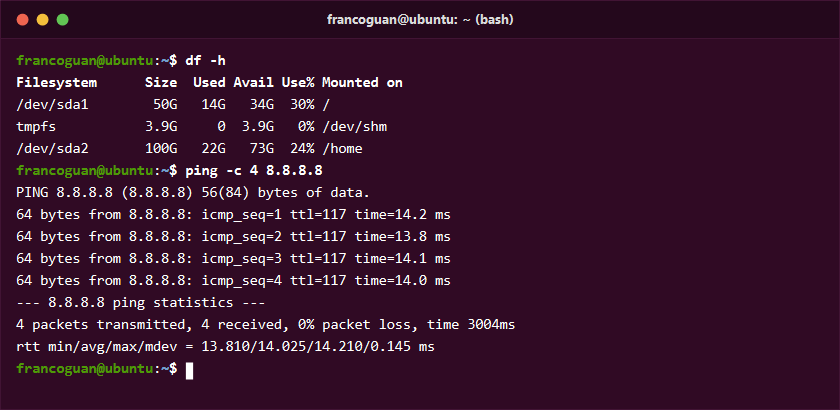 francoguan@ubuntu: ~ (bash)
francoguan@ubuntu:~$ df -h
Filesystem      Size  Used Avail Use% Mounted on
/dev/sda1        50G   14G   34G  30% /
tmpfs           3.9G     0  3.9G   0% /dev/shm
/dev/sda2       100G   22G   73G  24% /home
francoguan@ubuntu:~$ ping -c 4 8.8.8.8
PING 8.8.8.8 (8.8.8.8) 56(84) bytes of data.
64 bytes from 8.8.8.8: icmp_seq=1 ttl=117 time=14.2 ms
64 bytes from 8.8.8.8: icmp_seq=2 ttl=117 time=13.8 ms
64 bytes from 8.8.8.8: icmp_seq=3 ttl=117 time=14.1 ms
64 bytes from 8.8.8.8: icmp_seq=4 ttl=117 time=14.0 ms
--- 8.8.8.8 ping statistics ---
4 packets transmitted, 4 received, 0% packet loss, time 3004ms
rtt min/avg/max/mdev = 13.810/14.025/14.210/0.145 ms
francoguan@ubuntu:~$